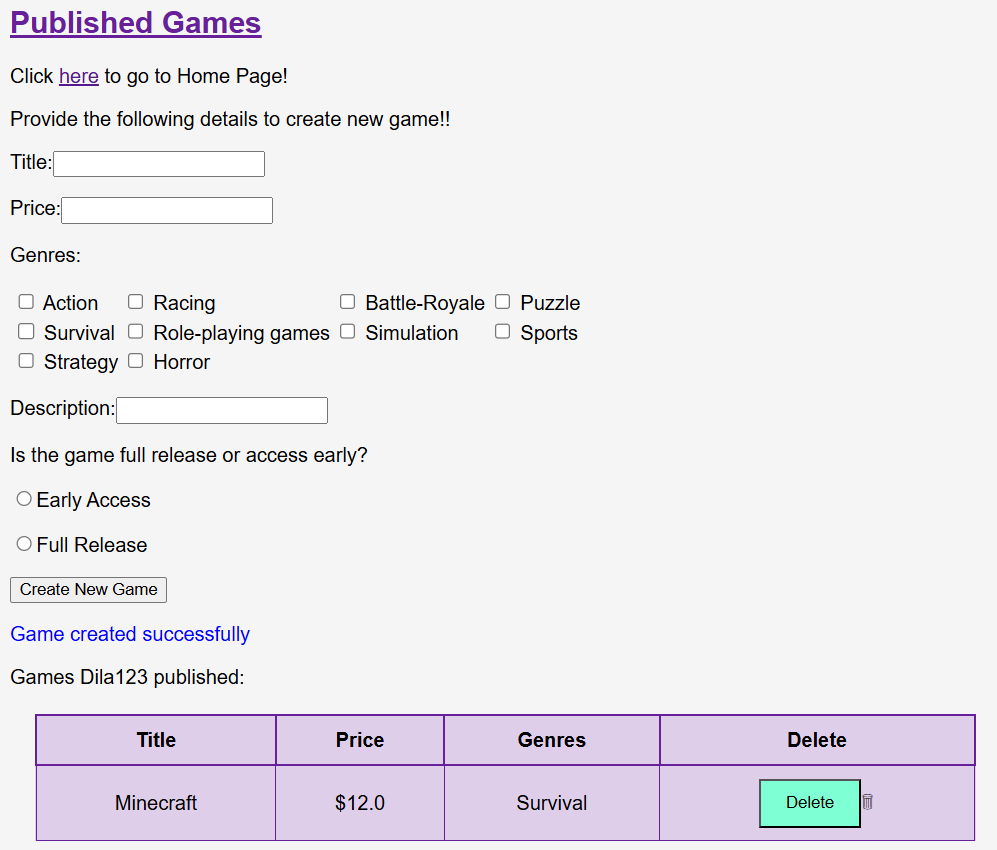 Published Games
Click here to go to Home Page!
Provide the following details to create new game!!
Title:
Price:
Genres:
Action Racing Battle-Royale Puzzle
Survival Role-playing games Simulation Sports
Strategy Horror
Description:
Is the game full release or access early?
Early Access
Full Release
Create New Game
Game created successfully
Games Dila123 published:
Title Price Genres Delete
Minecraft $12.0 Survival Delete